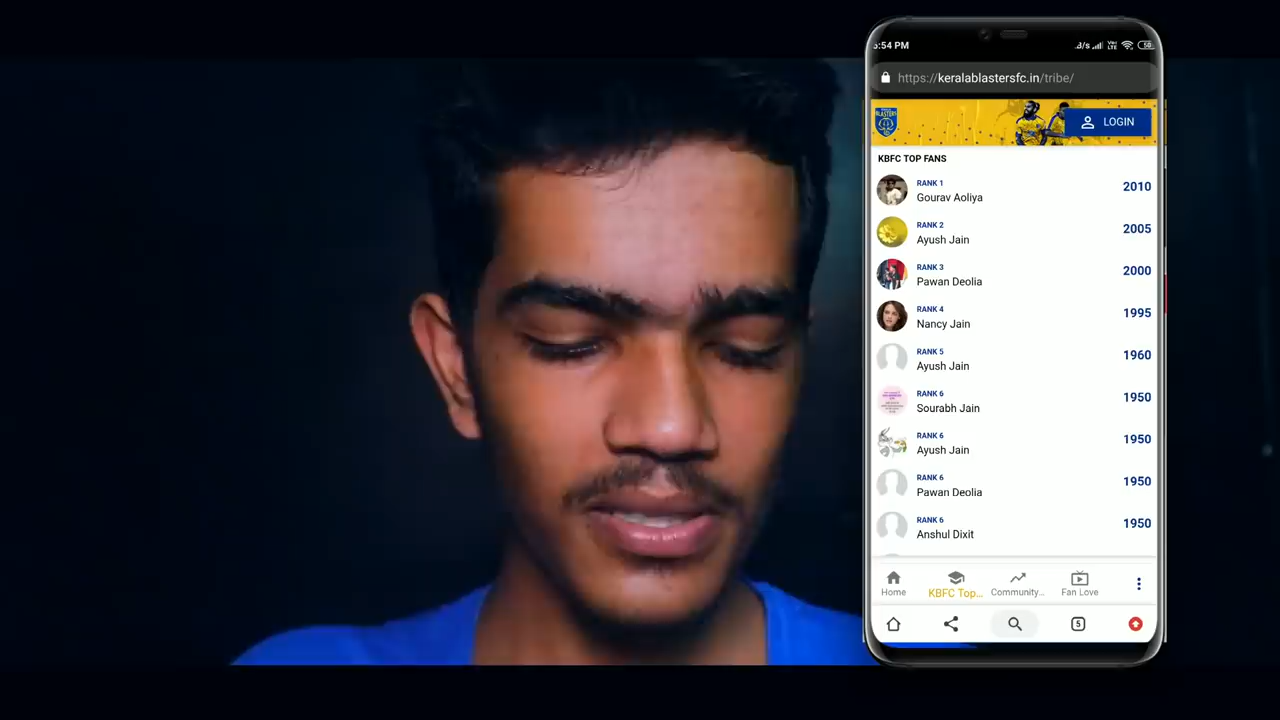 :54 PM
https://keralablastersfc.in/tribe/
BLASTERS
LOGIN
KBFC TOP FANS
RANK 1
Gourav Aoliya
2010
RANK 2
Ayush Jain
2005
RANK 3
Pawan Deolia
2000
RANK 4
Nancy Jain
1995
RANK 5
Ayush Jain
1960
RANK 6
Sourabh Jain
1950
RANK 6
Ayush Jain
1950
RANK 6
Pawan Deolia
1950
RANK 6
Anshul Dixit
1950
Home
KBFC Top...
Community...
Fan Love
5